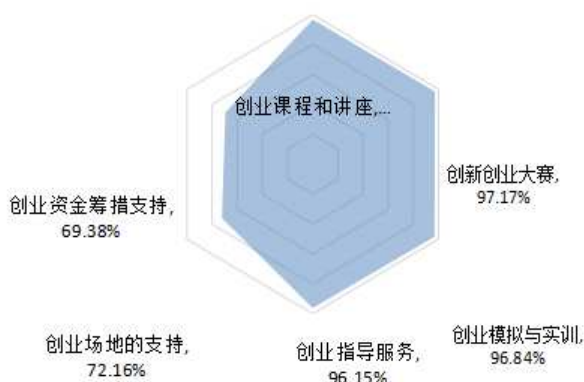 创业课程和讲座,...
创新创业大赛,
97.17%
创业资金筹措支持,
69.38%
创业模拟与实训,
96.84%
创业场地的支持,
72.16%
创业指导服务,
96.15%